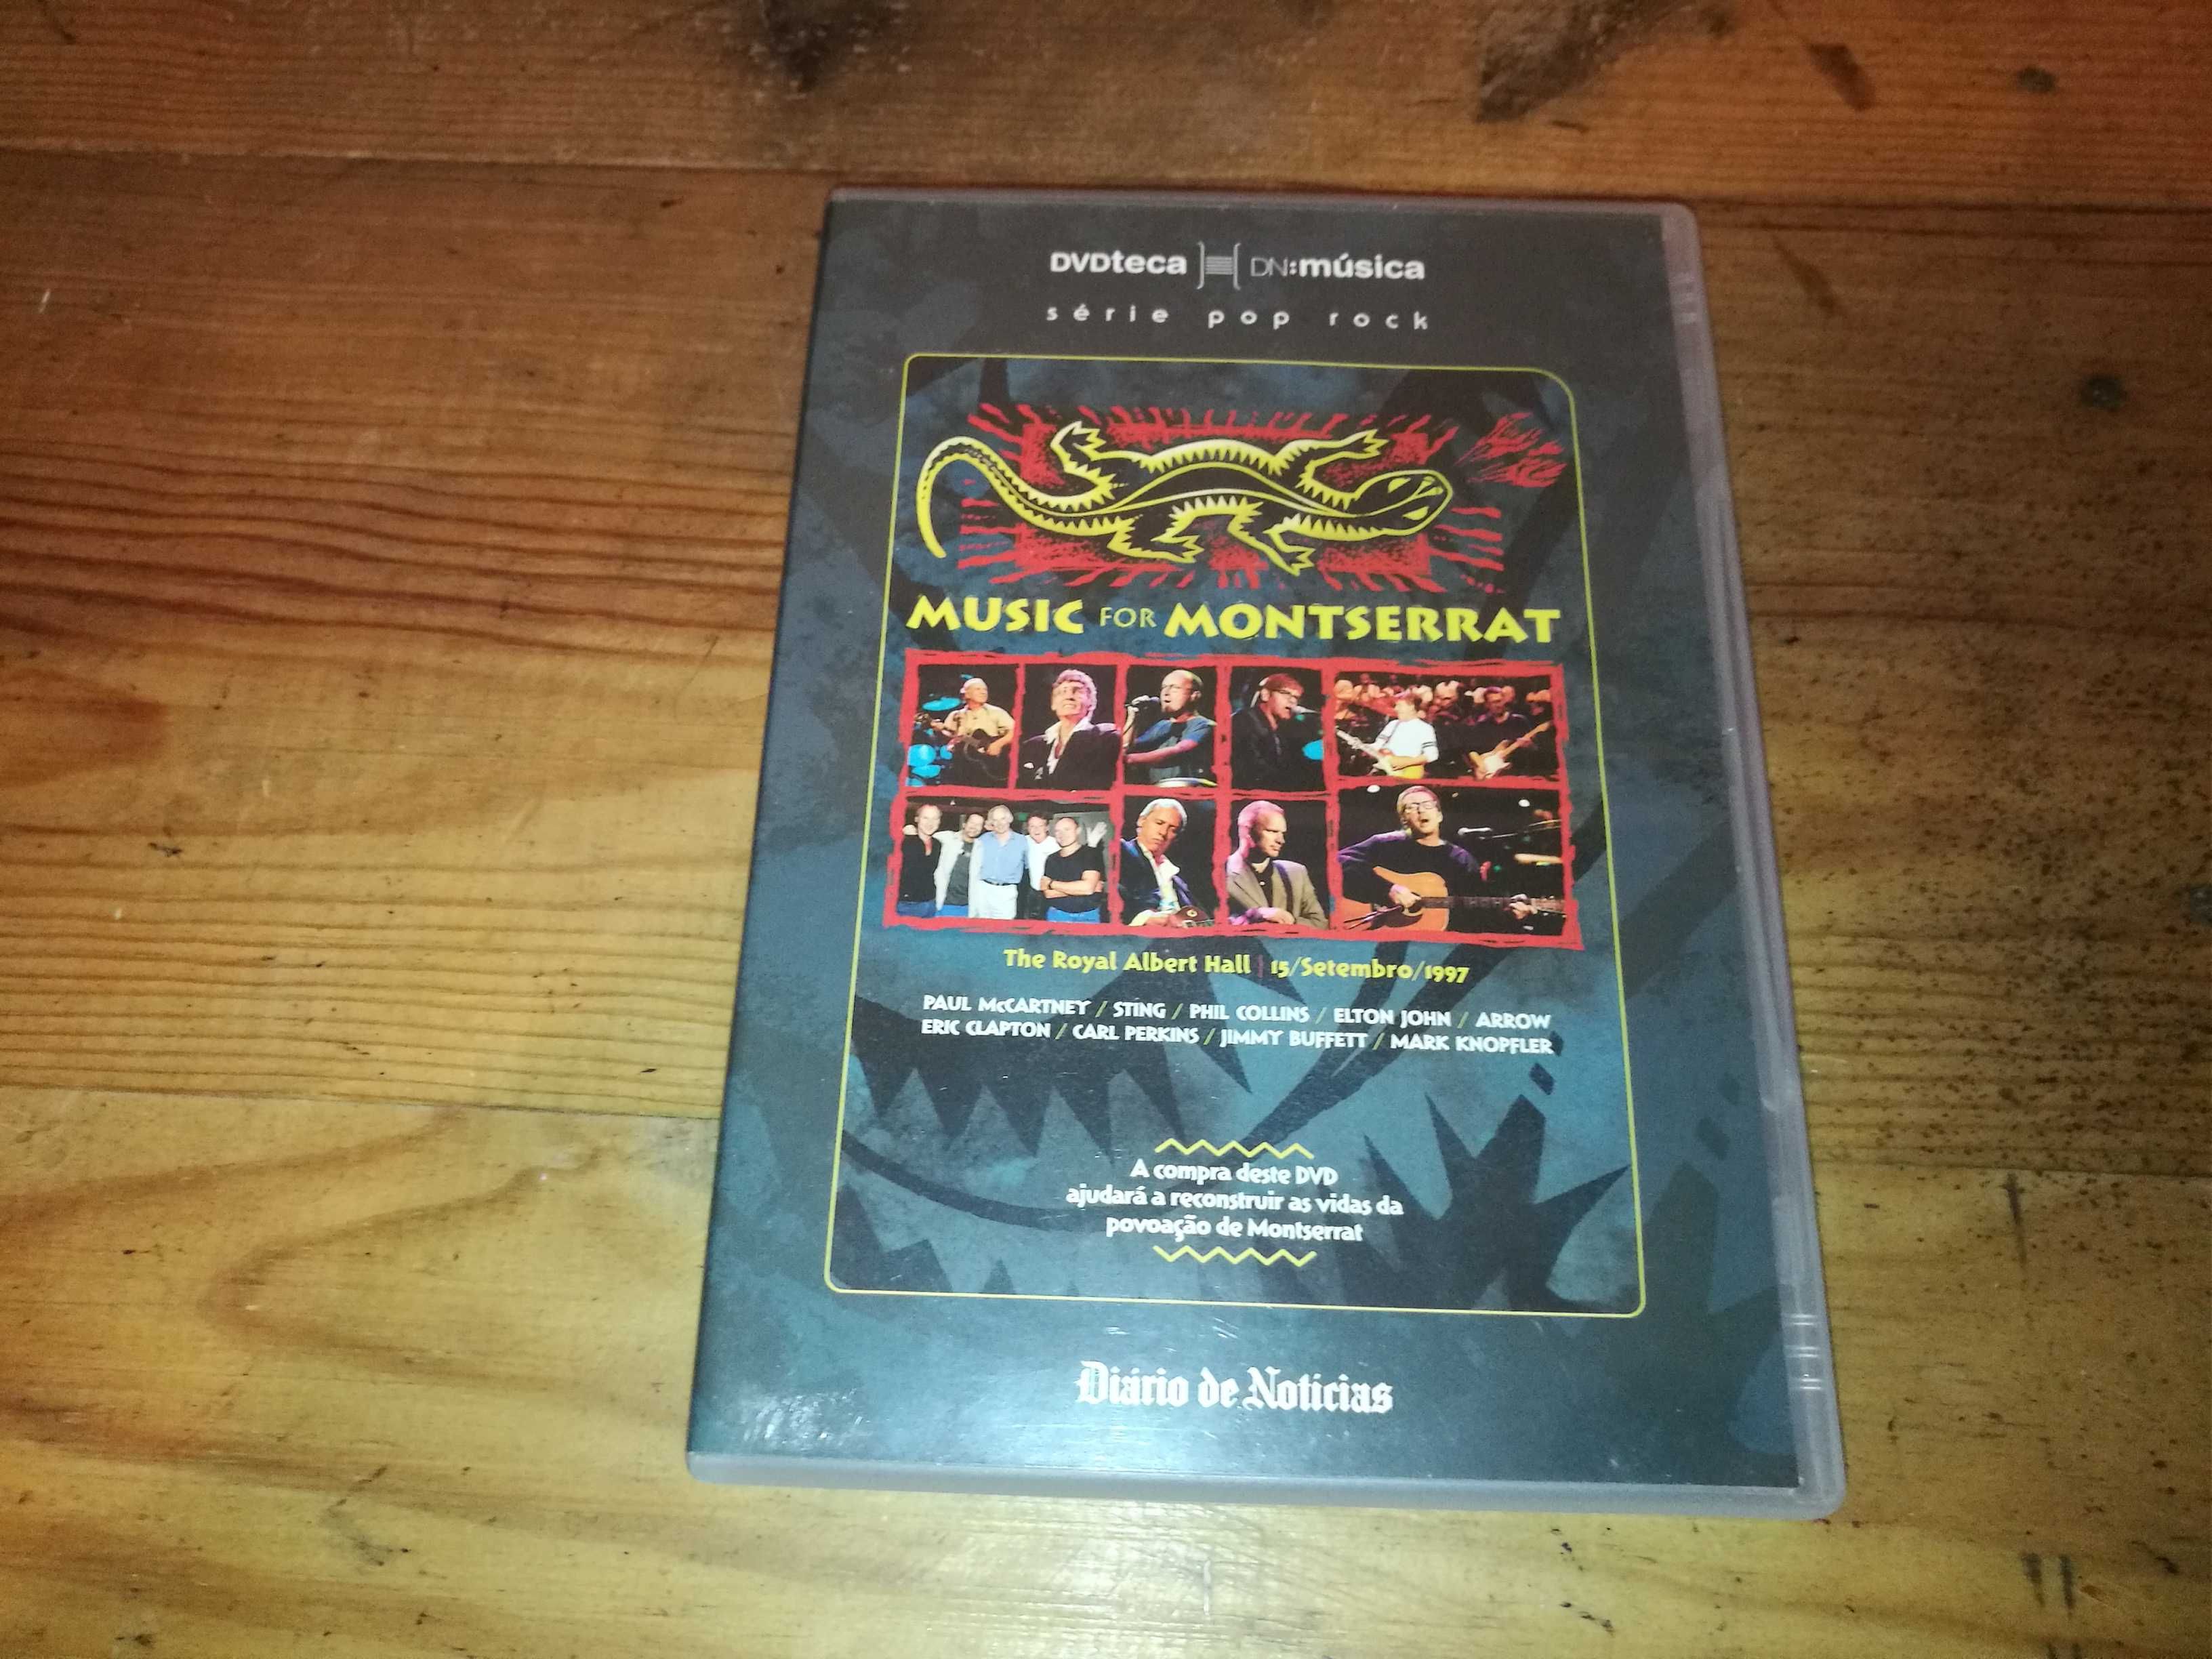 DVDteca DN:música
série pop rock
MUSIC FOR MONTSERRAT
The Royal Albert Hall | 15/Setembro/1997
PAUL McCARTNEY / STING / PHIL COLLINS / ELTON JOHN / ARROW
ERIC CLAPTON / CARL PERKINS / JIMMY BUFFETT / MARK KNOPFLER
A compra deste DVD
ajudará a reconstruir as vidas da
povoação de Montserrat
Diário de Notícias